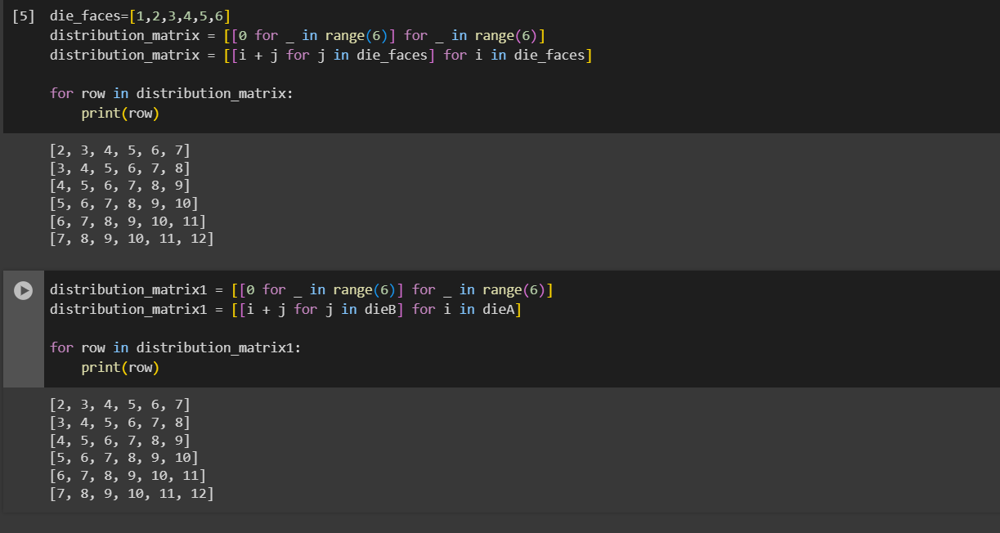 [5] die_faces=[1,2,3,4,5,6]
distribution_matrix = [[0 for _ in range(6)] for _ in range(6)]
distribution_matrix = [[i + j for j in die_faces] for i in die_faces]
for row in distribution_matrix:
    print(row)
[2, 3, 4, 5, 6, 7]
[3, 4, 5, 6, 7, 8]
[4, 5, 6, 7, 8, 9]
[5, 6, 7, 8, 9, 10]
[6, 7, 8, 9, 10, 11]
[7, 8, 9, 10, 11, 12]
distribution_matrix1 = [[0 for _ in range(6)] for _ in range(6)]
distribution_matrix1 = [[i + j for j in dieB] for i in dieA]
for row in distribution_matrix1:
    print(row)
[2, 3, 4, 5, 6, 7]
[3, 4, 5, 6, 7, 8]
[4, 5, 6, 7, 8, 9]
[5, 6, 7, 8, 9, 10]
[6, 7, 8, 9, 10, 11]
[7, 8, 9, 10, 11, 12]